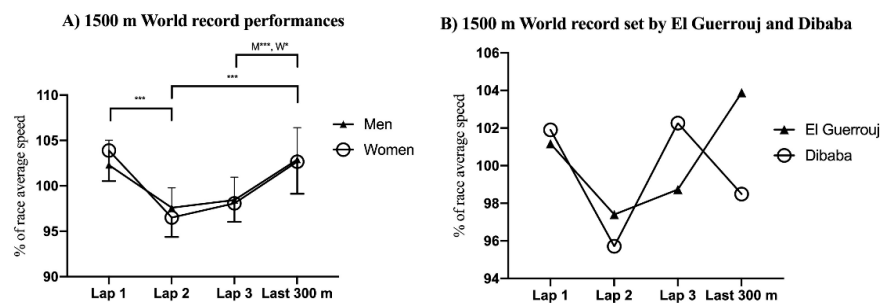 A) 1500 m World record performances
M***, W*
***
***
% of race average speed
110
105
100
95
90
Lap 1 Lap 2 Lap 3 Last 300 m
Men
Women
B) 1500 m World record set by El Guerrouj and Dibaba
% of race average speed
106
104
102
100
98
96
94
Lap 1 Lap 2 Lap 3 Last 300 m
El Guerrouj
Dibaba